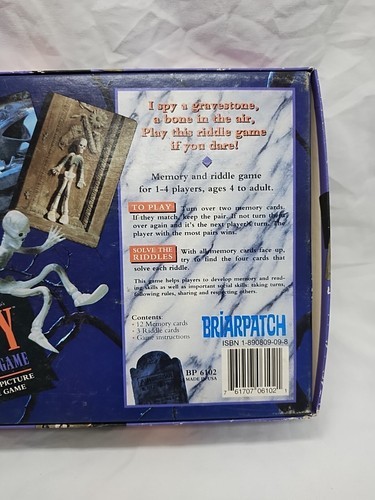 I spy a gravestone,
a bone in the air,
Play this riddle game
if you dare!
Memory and riddle game
for 1-4 players, ages 4 to adult.
TO PLAY Turn over two memory cards.
If they match, keep the pair. If not turn them
over again and it's the next player's turn. The
player with the most pairs wins.
SOLVE THE RIDDLES With all memory cards face up,
try to find the four cards that
solve each riddle.
This game helps players to develop memory and read-
ing skills as well as important social skills: taking turns,
following rules, sharing and respecting others.
Contents
• 12 Memory cards
• 3 Riddle cards
• Game instructions
BRIARPATCH
ISBN 1-890809-09-8
BP 6102
MADE IN USA
7 61707 06102 1
Y
GAME
PICTURE
GAME